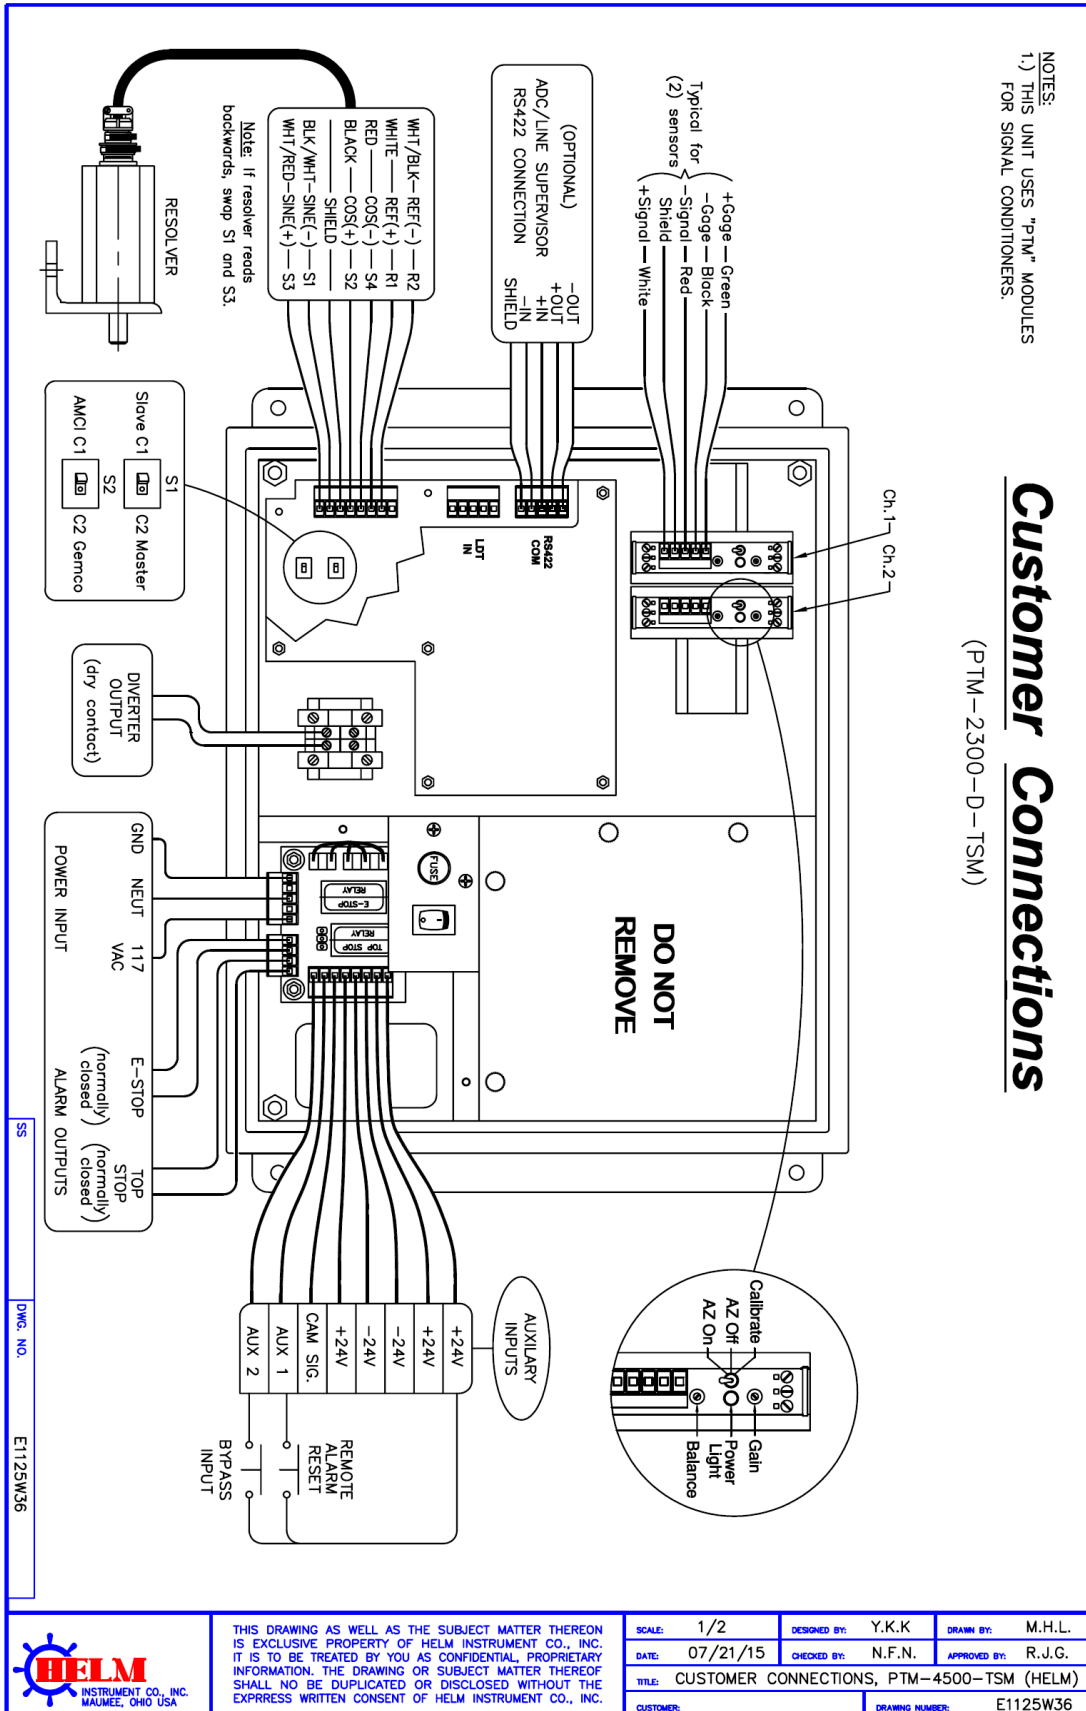 NOTES:
1.) THIS UNIT USES "PTM" MODULES
FOR SIGNAL CONDITIONERS.
Customer Connections
(PTM-2300-D-TSM)
Typical for
(2) sensors
+Gage — Green
-Gage — Black
-Signal — Red
Shield
+Signal — White
Ch.1
Ch.2
(OPTIONAL)
ADC/LINE SUPERVISOR
RS422 CONNECTION
-OUT
+OUT
+IN
-IN
SHIELD
WHT/BLK — REF(-) — R2
WHITE — REF(+) — R1
RED — COS(-) — S4
BLACK — COS(+) — S2
SHIELD
BLK/WHT-SINE(-) — S1
WHT/RED-SINE(+) — S3
Note: If resolver reads
backwards, swap S1 and S3.
RESOLVER
RS422
COM
LDT
IN
S1
Slave C1
C2 Master
S2
AMCI C1
C2 Gemco
DIVERTER
OUTPUT
(dry contact)
FUSE
E-STOP
RELAY
TOP STOP
RELAY
DO NOT
REMOVE
GND
NEUT
117
VAC
POWER INPUT
E-STOP
(normally
closed)
TOP
STOP
(normally
closed)
ALARM OUTPUTS
Calibrate
AZ Off
AZ On
Gain
Power
Light
Balance
AUXILARY
INPUTS
+24V
+24V
-24V
-24V
+24V
CAM SIG.
AUX 1
AUX 2
REMOTE
ALARM
RESET
BYPASS
INPUT
SS
DWG. NO.
E1125W36
HELM
INSTRUMENT CO., INC.
MAUMEE, OHIO USA
THIS DRAWING AS WELL AS THE SUBJECT MATTER THEREON
IS EXCLUSIVE PROPERTY OF HELM INSTRUMENT CO., INC.
IT IS TO BE TREATED BY YOU AS CONFIDENTIAL, PROPRIETARY
INFORMATION. THE DRAWING OR SUBJECT MATTER THEREOF
SHALL NO BE DUPLICATED OR DISCLOSED WITHOUT THE
EXPRRESS WRITTEN CONSENT OF HELM INSTRUMENT CO., INC.
SCALE: 1/2
DESIGNED BY: Y.K.K
DRAWN BY: M.H.L.
DATE: 07/21/15
CHECKED BY: N.F.N.
APPROVED BY: R.J.G.
TITLE: CUSTOMER CONNECTIONS, PTM-4500-TSM (HELM)
CUSTOMER:
DRAWING NUMBER: E1125W36